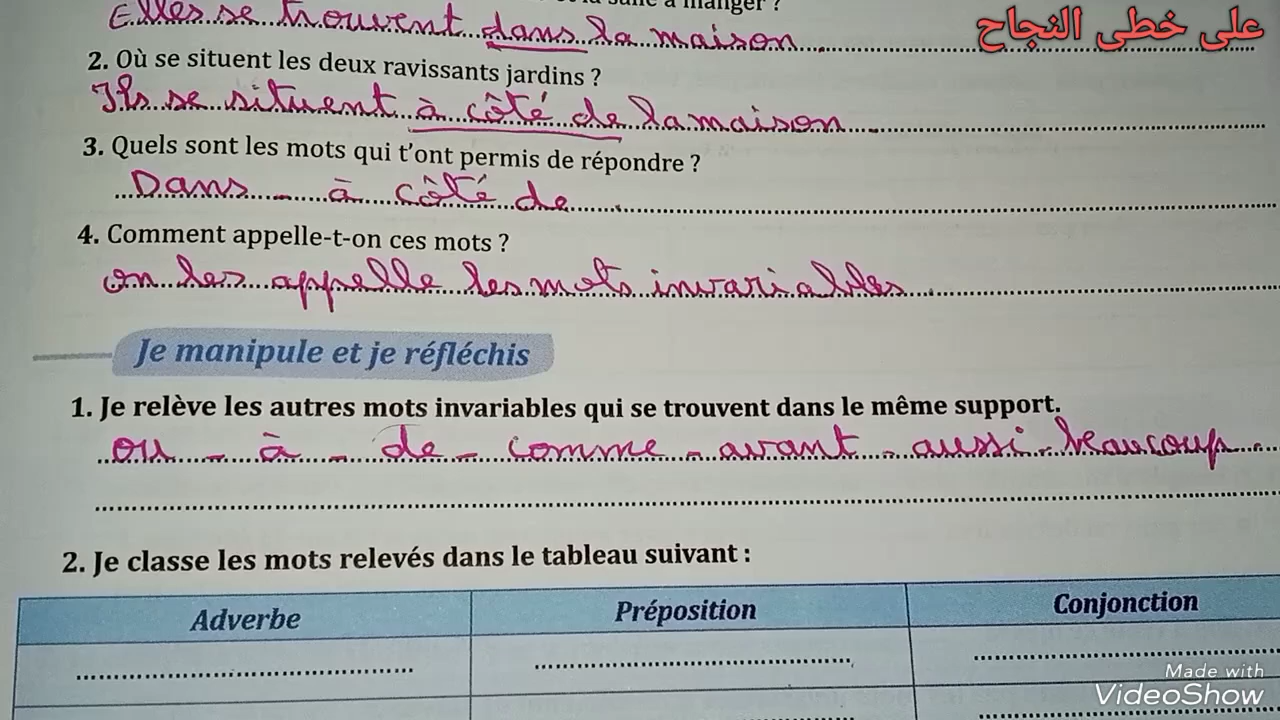 la salle à manger ?
Elles se trouvent dans la maison.
على خطى النجاح
2. Où se situent les deux ravissants jardins ?
Ils se situent à côté de la maison.
3. Quels sont les mots qui t'ont permis de répondre ?
Dans - à côté de.
4. Comment appelle-t-on ces mots ?
on les appelle les mots invariables.
Je manipule et je réfléchis
1. Je relève les autres mots invariables qui se trouvent dans le même support.
ou - à - de - comme - avant - aussi - beaucoup.
2. Je classe les mots relevés dans le tableau suivant :
Adverbe Préposition Conjonction
Made with
VideoShow